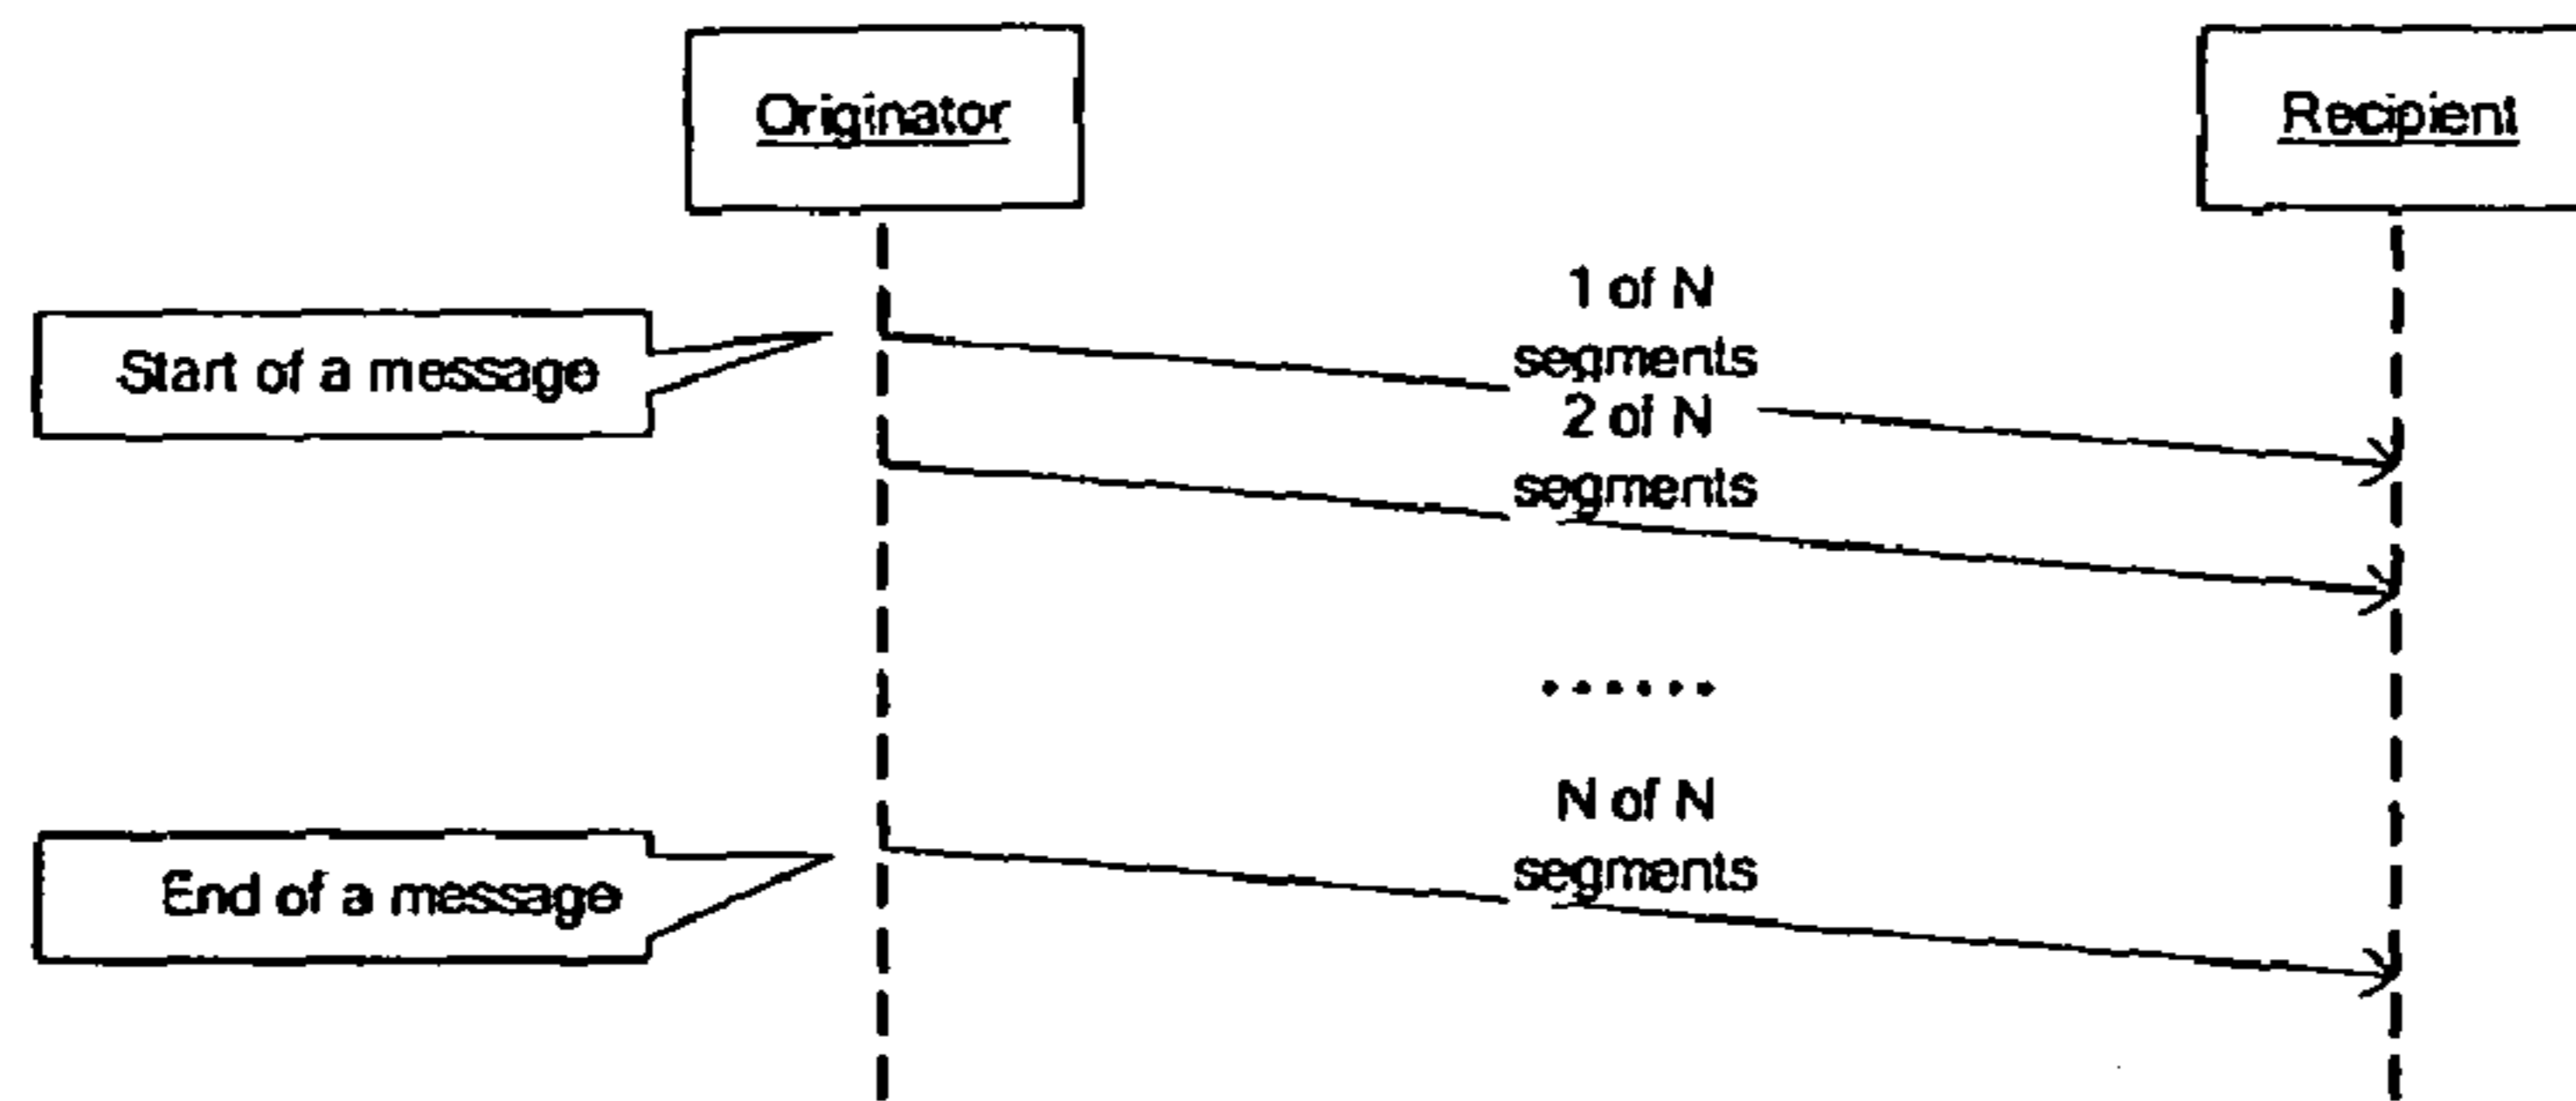 Originator
Recipient
1 of N
segments
Start of a message
2 of N
segments
......
N of N
segments
End of a message